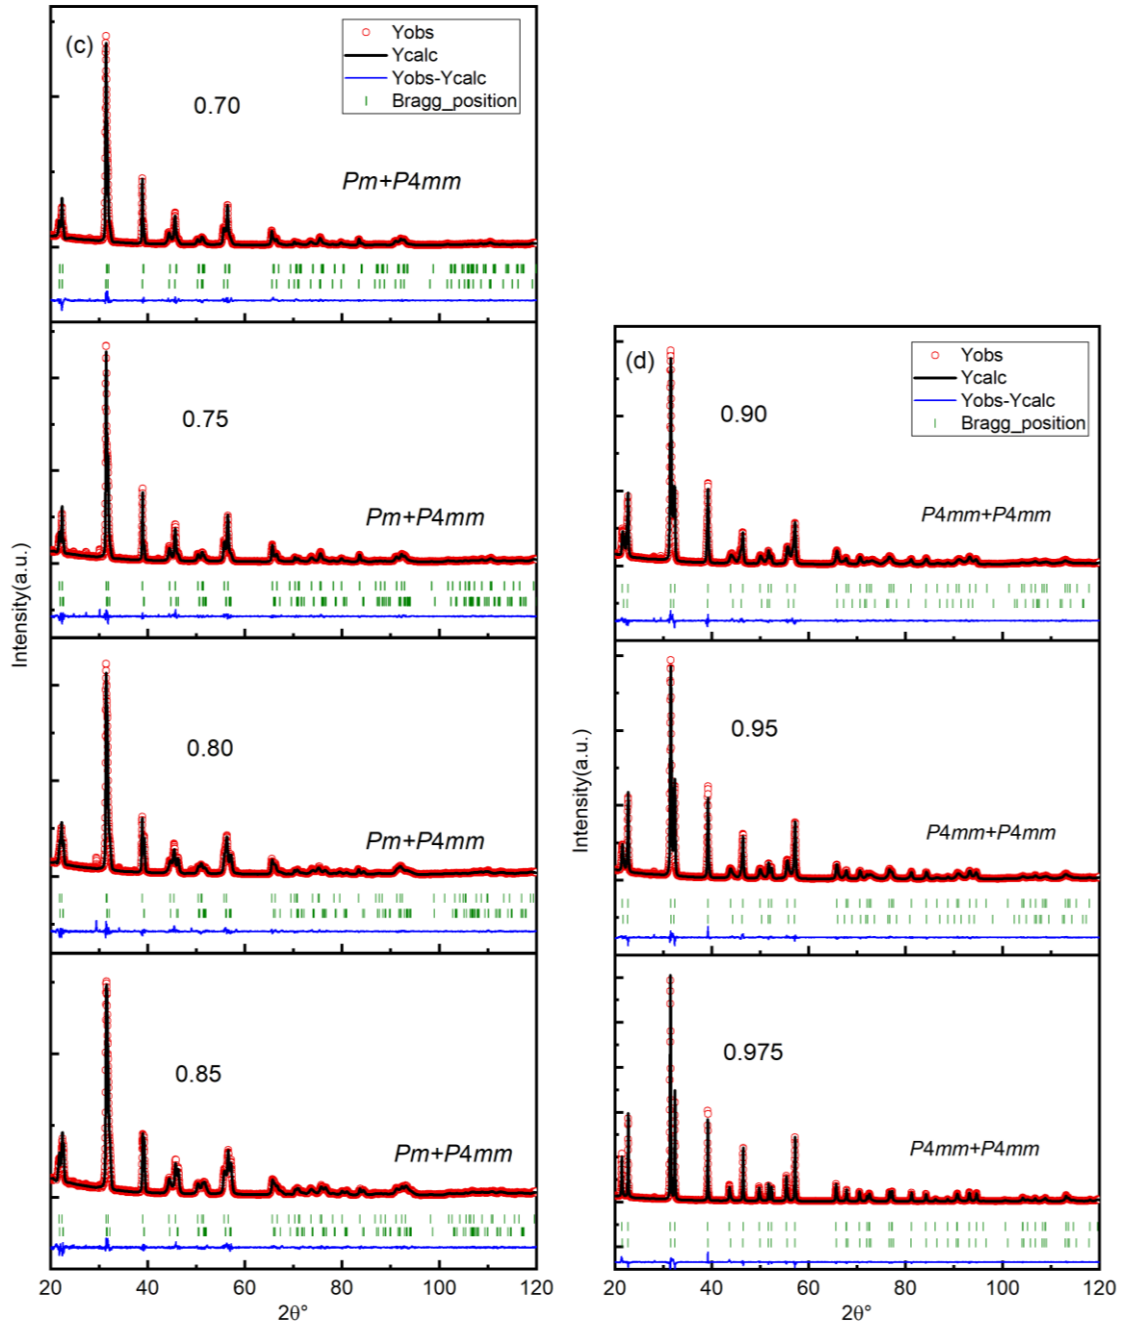 (c)
Yobs
Ycalc
Yobs-Ycalc
Bragg_position
0.70
Pm+P4mm
0.75
Pm+P4mm
0.80
Pm+P4mm
0.85
Pm+P4mm
Intensity(a.u.)
20 40 60 80 100 120
2θ°
(d)
Yobs
Ycalc
Yobs-Ycalc
Bragg_position
0.90
P4mm+P4mm
0.95
P4mm+P4mm
0.975
P4mm+P4mm
Intensity(a.u.)
20 40 60 80 100 120
2θ°